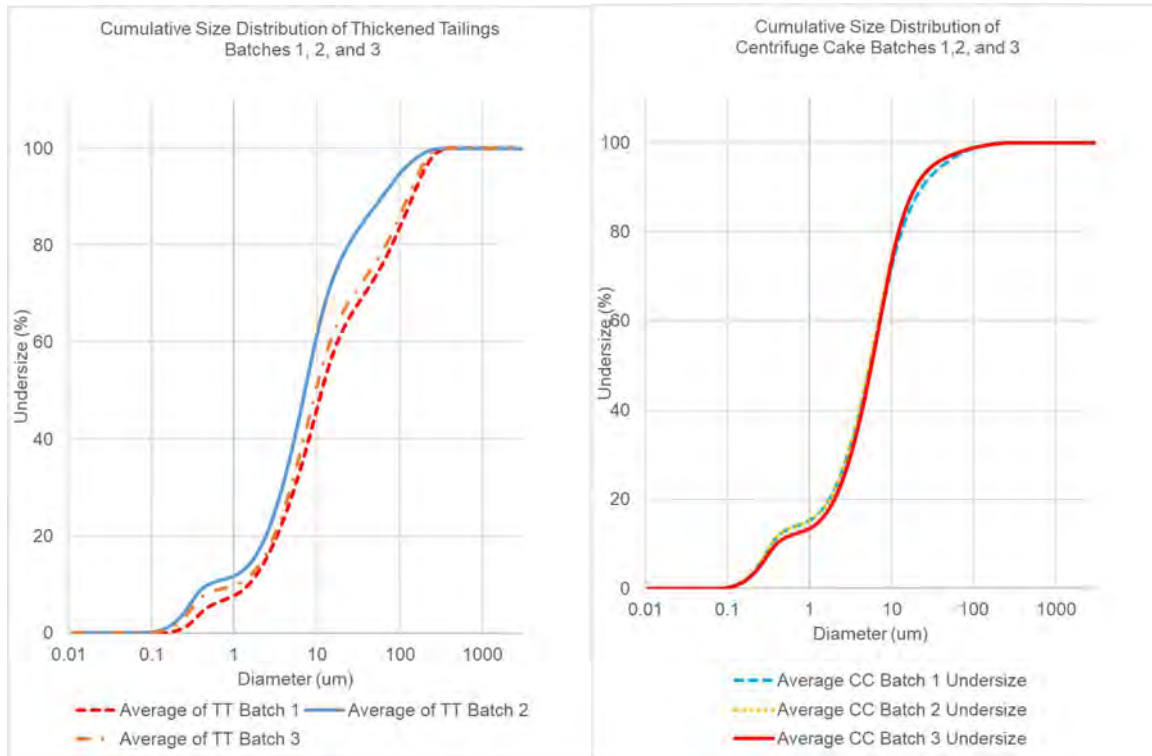 Cumulative Size Distribution of Thickened Tailings
Batches 1, 2, and 3
100
80
60
40
20
0
Undersize (%)
0.01 0.1 1 10 100 1000
Diameter (um)
Average of TT Batch 1 Average of TT Batch 2
Average of TT Batch 3
Cumulative Size Distribution of
Centrifuge Cake Batches 1,2, and 3
100
80
60
40
20
0
Undersize (%)
0.01 0.1 1 10 100 1000
Diameter (um)
Average CC Batch 1 Undersize
Average CC Batch 2 Undersize
Average CC Batch 3 Undersize